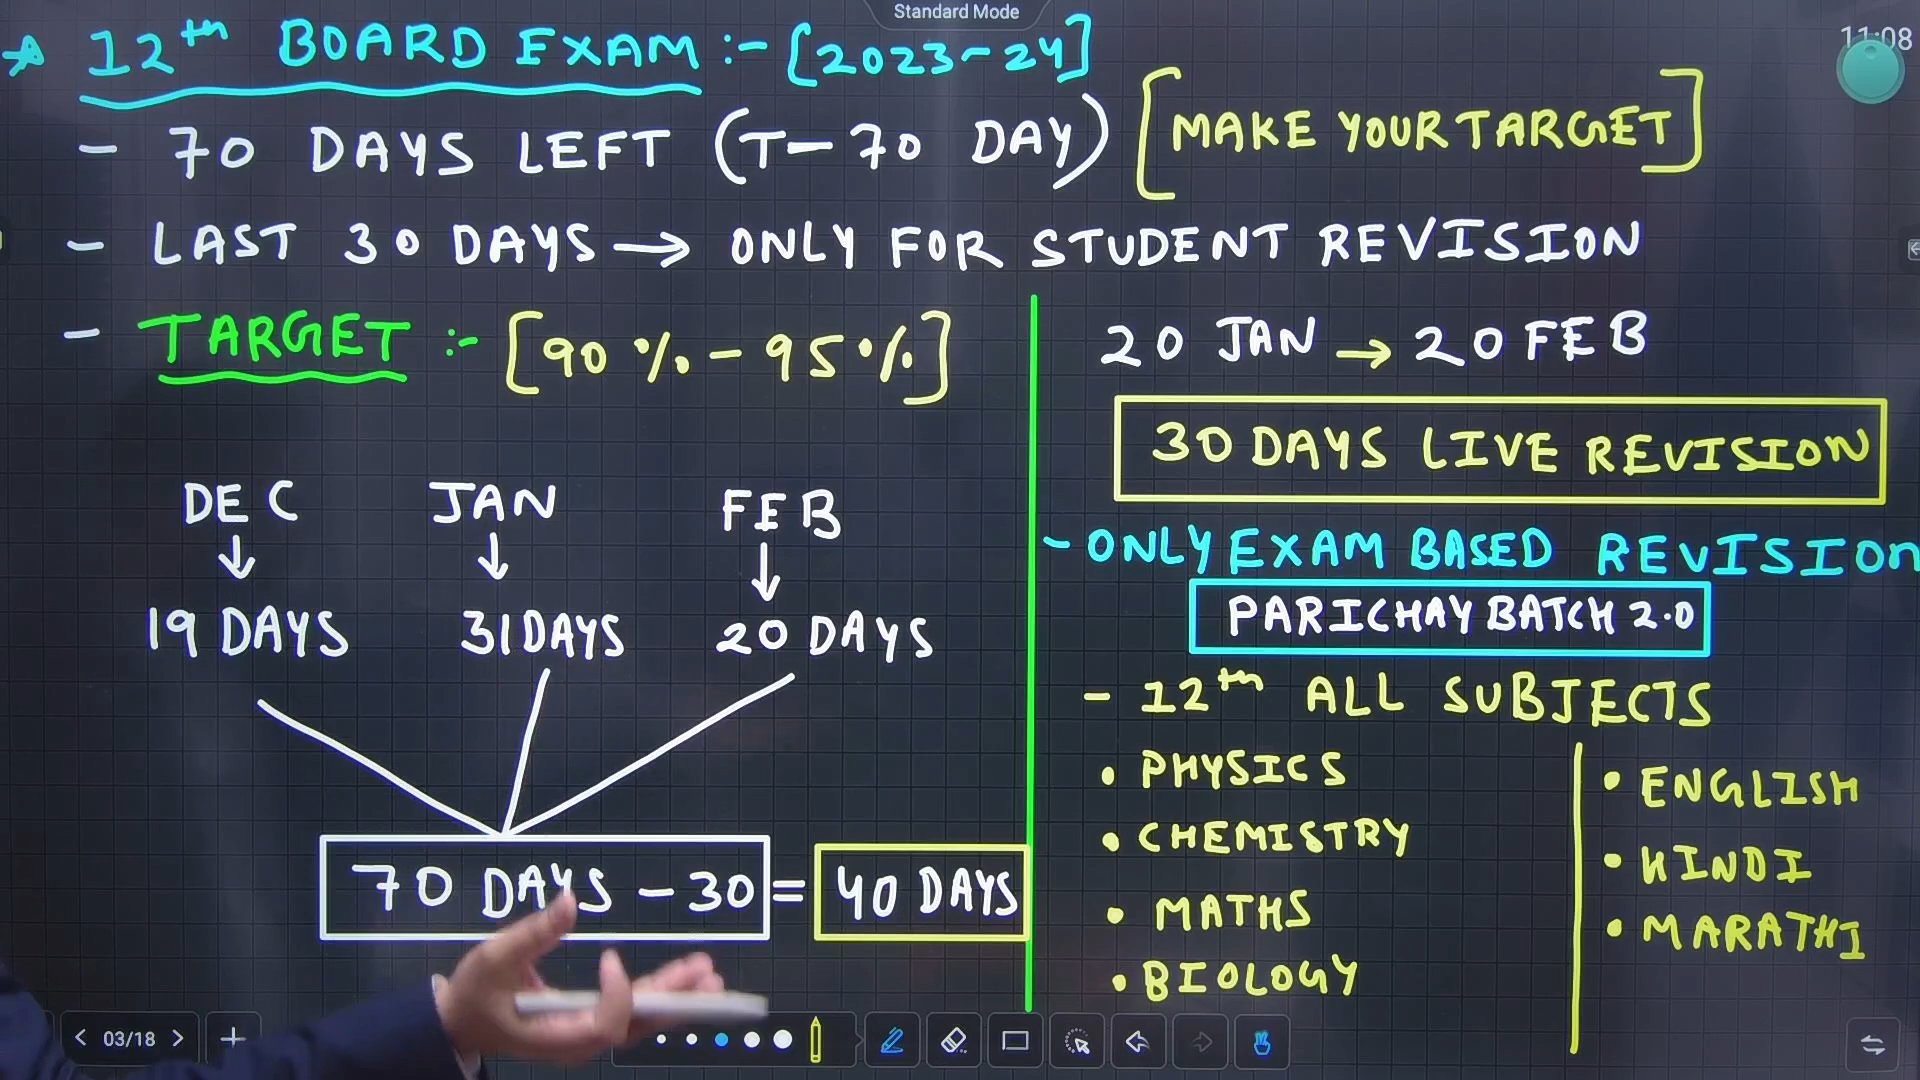 Standard Mode
11:08
12th BOARD EXAM :- [2023-24]
- 70 DAYS LEFT (T-70 DAY) [MAKE YOUR TARGET]
- LAST 30 DAYS → ONLY FOR STUDENT REVISION
- TARGET :- [90% - 95%]
DEC JAN FEB
↓ ↓ ↓
19 DAYS 31 DAYS 20 DAYS
70 DAYS - 30 = 40 DAYS
20 JAN → 20 FEB
30 DAYS LIVE REVISION
- ONLY EXAM BASED REVISION
PARICHAY BATCH 2.0
- 12th ALL SUBJECTS
• PHYSICS
• CHEMISTRY
• MATHS
• BIOLOGY
• ENGLISH
• HINDI
• MARATHI
03/18